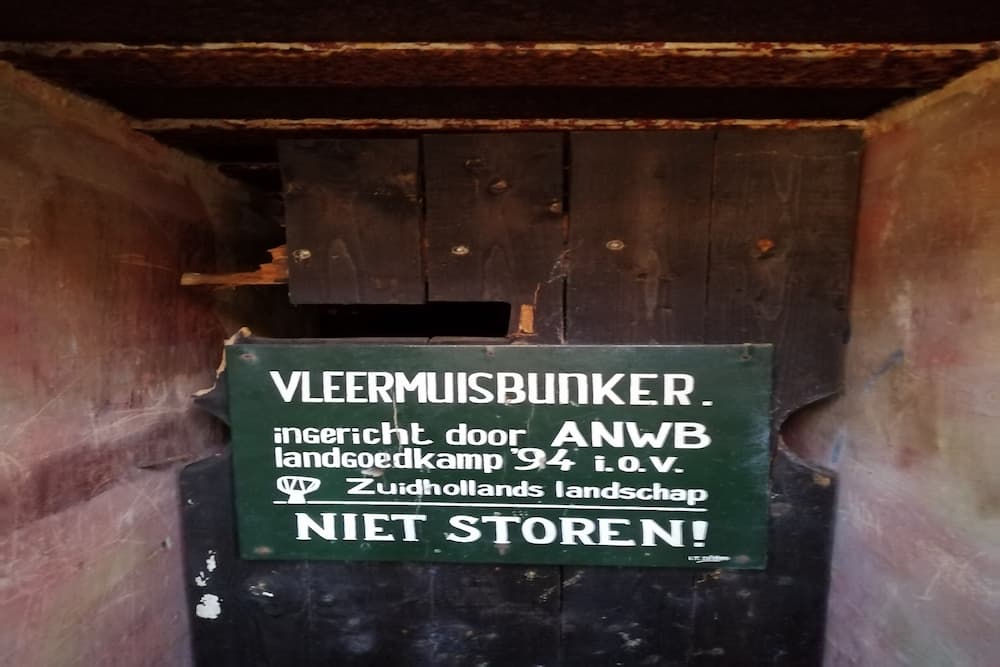 VLEERMUISBUNKER.
ingericht door ANWB
landgoedkamp '94 i.o.v.
Zuidhollands landschap
NIET STOREN!